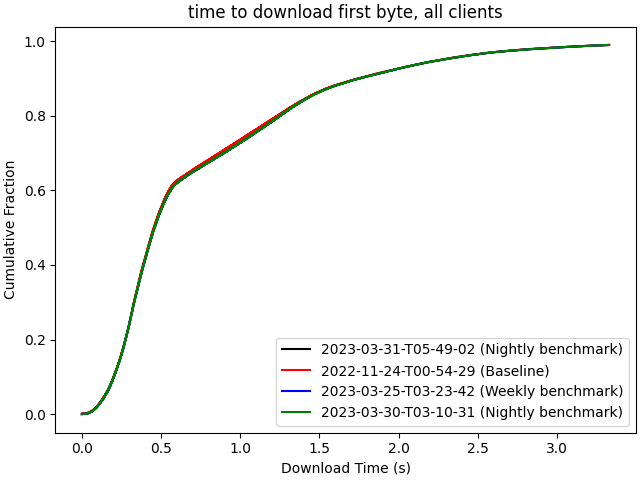 time to download first byte, all clients
Cumulative Fraction
1.0
0.8
0.6
0.4
0.2
0.0
0.0 0.5 1.0 1.5 2.0 2.5 3.0
Download Time (s)
2023-03-31-T05-49-02 (Nightly benchmark)
2022-11-24-T00-54-29 (Baseline)
2023-03-25-T03-23-42 (Weekly benchmark)
2023-03-30-T03-10-31 (Nightly benchmark)